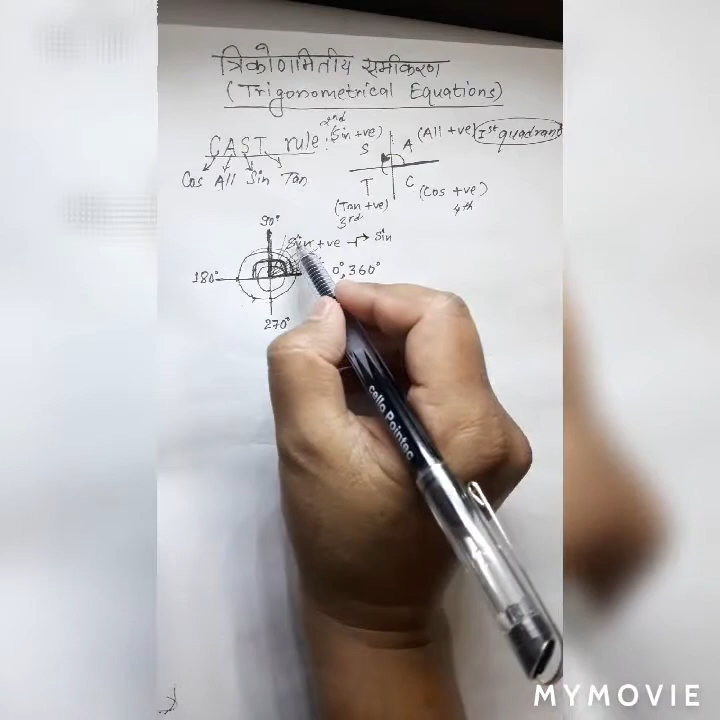 त्रिकोणमितीय समीकरण
(Trigonometrical Equations)
CAST rule:
2nd
(Sin +ve)
(All +ve) Ist quadrant
S A
T C
Cos All Sin Tan
(Tan +ve)
3rd
(Cos +ve)
4th
90°
Sin +ve → Sin
180°
0°, 360°
270°
cello Pointec
MYMOVIE